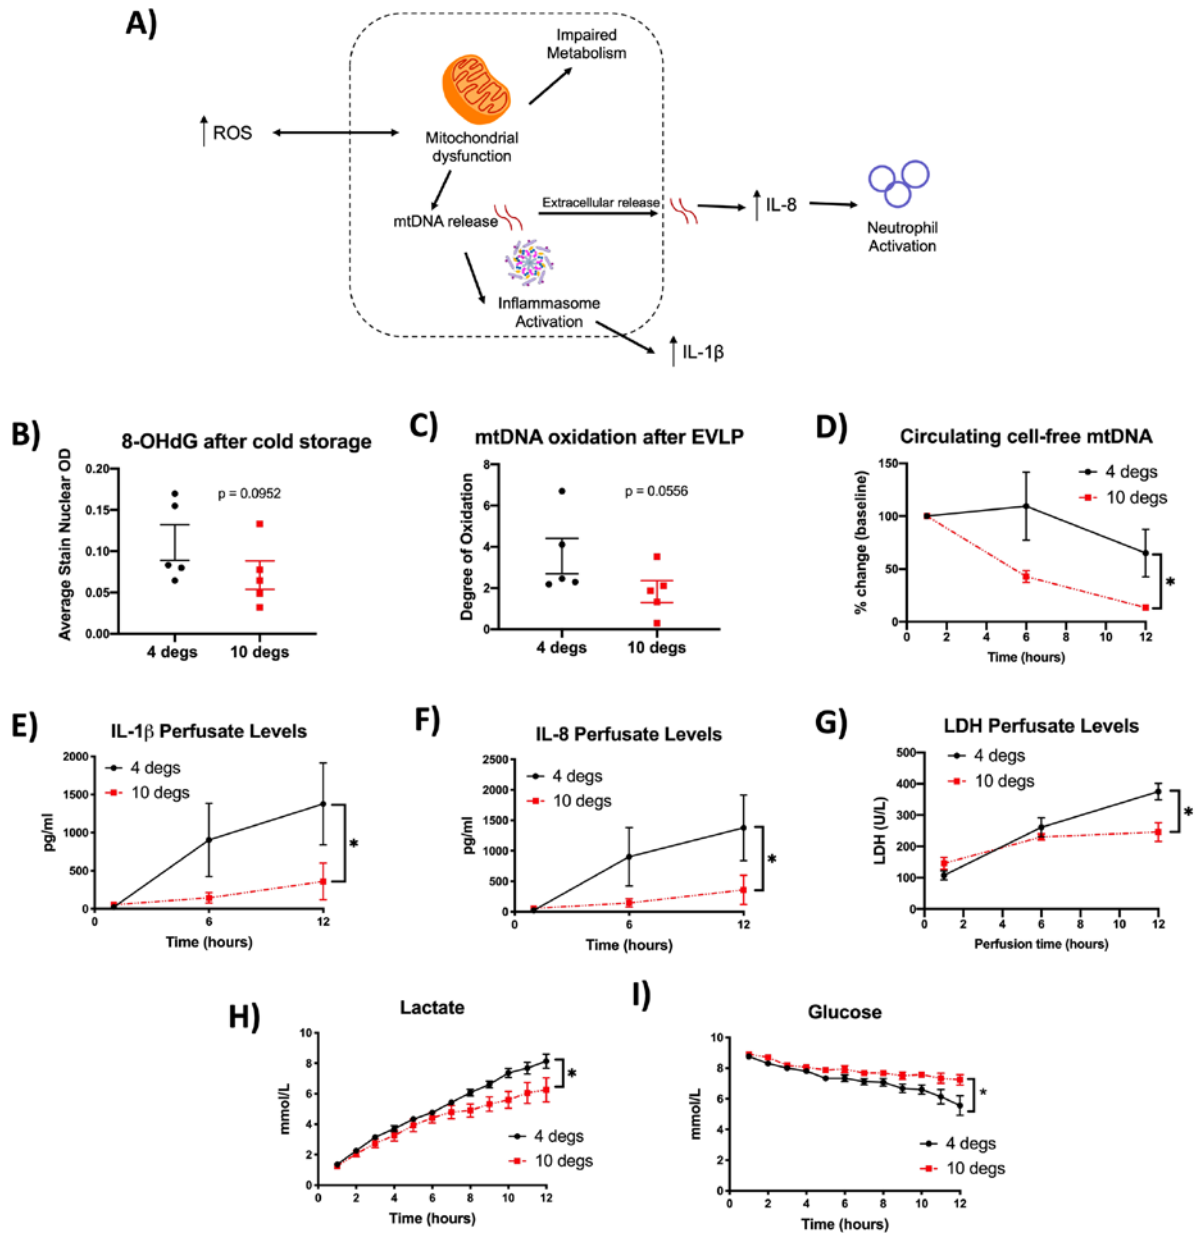 A)
Impaired
Metabolism
↑ ROS
Mitochondrial
dysfunction
mtDNA release
Extracellular release
↑ IL-8
Neutrophil
Activation
Inflammasome
Activation
↑ IL-1β
B)
8-OHdG after cold storage
Average Stain Nuclear OD
0.20
0.15
0.10
0.05
0.00
p = 0.0952
4 degs
10 degs
C)
mtDNA oxidation after EVLP
Degree of Oxidation
8
6
4
2
0
p = 0.0556
4 degs
10 degs
D)
Circulating cell-free mtDNA
% change (baseline)
150
100
50
0
4 degs
10 degs
*
0 2 4 6 8 10 12
Time (hours)
E)
IL-1β Perfusate Levels
pg/ml
2000
1500
1000
500
0
4 degs
10 degs
*
0 6 12
Time (hours)
F)
IL-8 Perfusate Levels
pg/ml
2500
2000
1500
1000
500
0
4 degs
10 degs
*
0 6 12
Time (hours)
G)
LDH Perfusate Levels
LDH (U/L)
500
400
300
200
100
0
4 degs
10 degs
*
0 2 4 6 8 10 12
Perfusion time (hours)
H)
Lactate
mmol/L
10
8
6
4
2
0
*
4 degs
10 degs
0 2 4 6 8 10 12
Time (hours)
I)
Glucose
mmol/L
10
8
6
4
2
0
*
4 degs
10 degs
0 2 4 6 8 10 12
Time (hours)